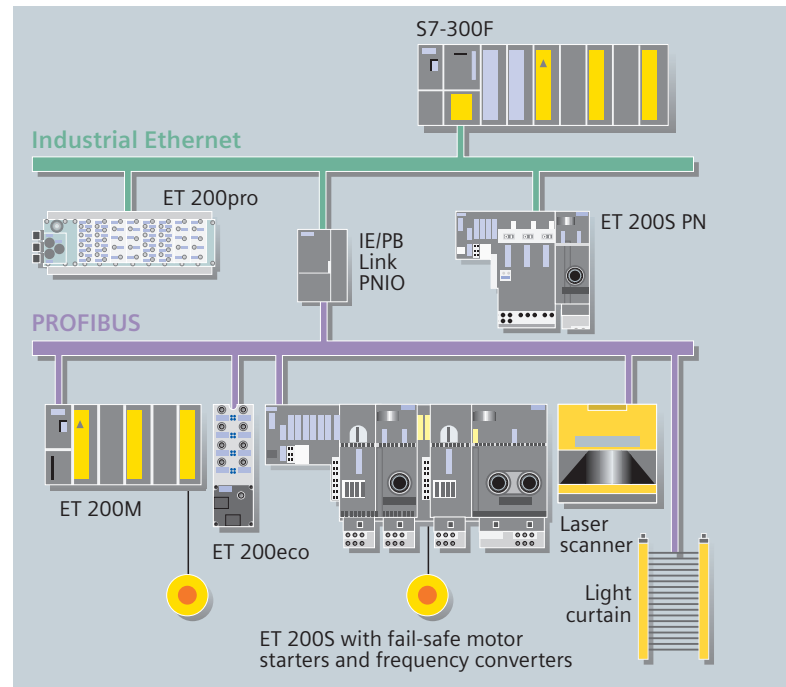 S7-300F
Industrial Ethernet
ET 200pro
ET 200S PN
IE/PB
Link
PNIO
PROFIBUS
ET 200M
ET 200eco
Laser
scanner
Light
curtain
ET 200S with fail-safe motor
starters and frequency converters